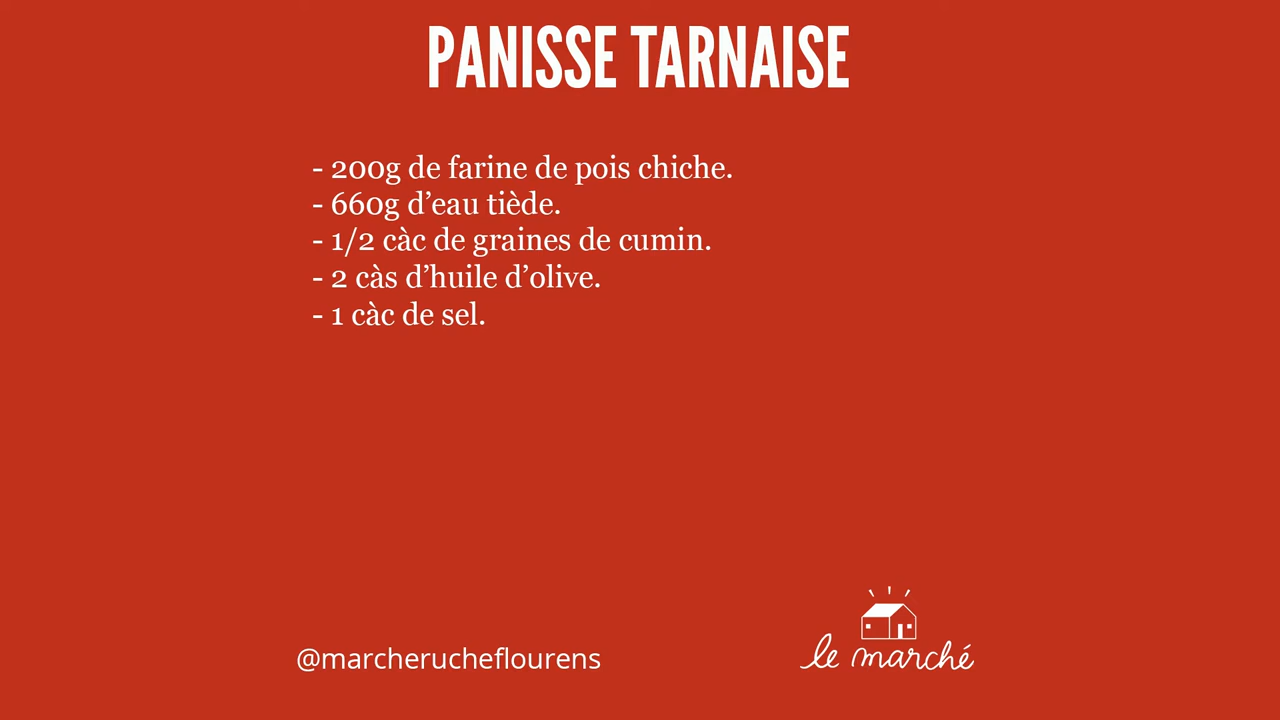 PANISSE TARNAISE
- 200g de farine de pois chiche.
- 660g d’eau tiède.
- 1/2 càc de graines de cumin.
- 2 càs d’huile d’olive.
- 1 càc de sel.
@marcherucheflourens
le marché